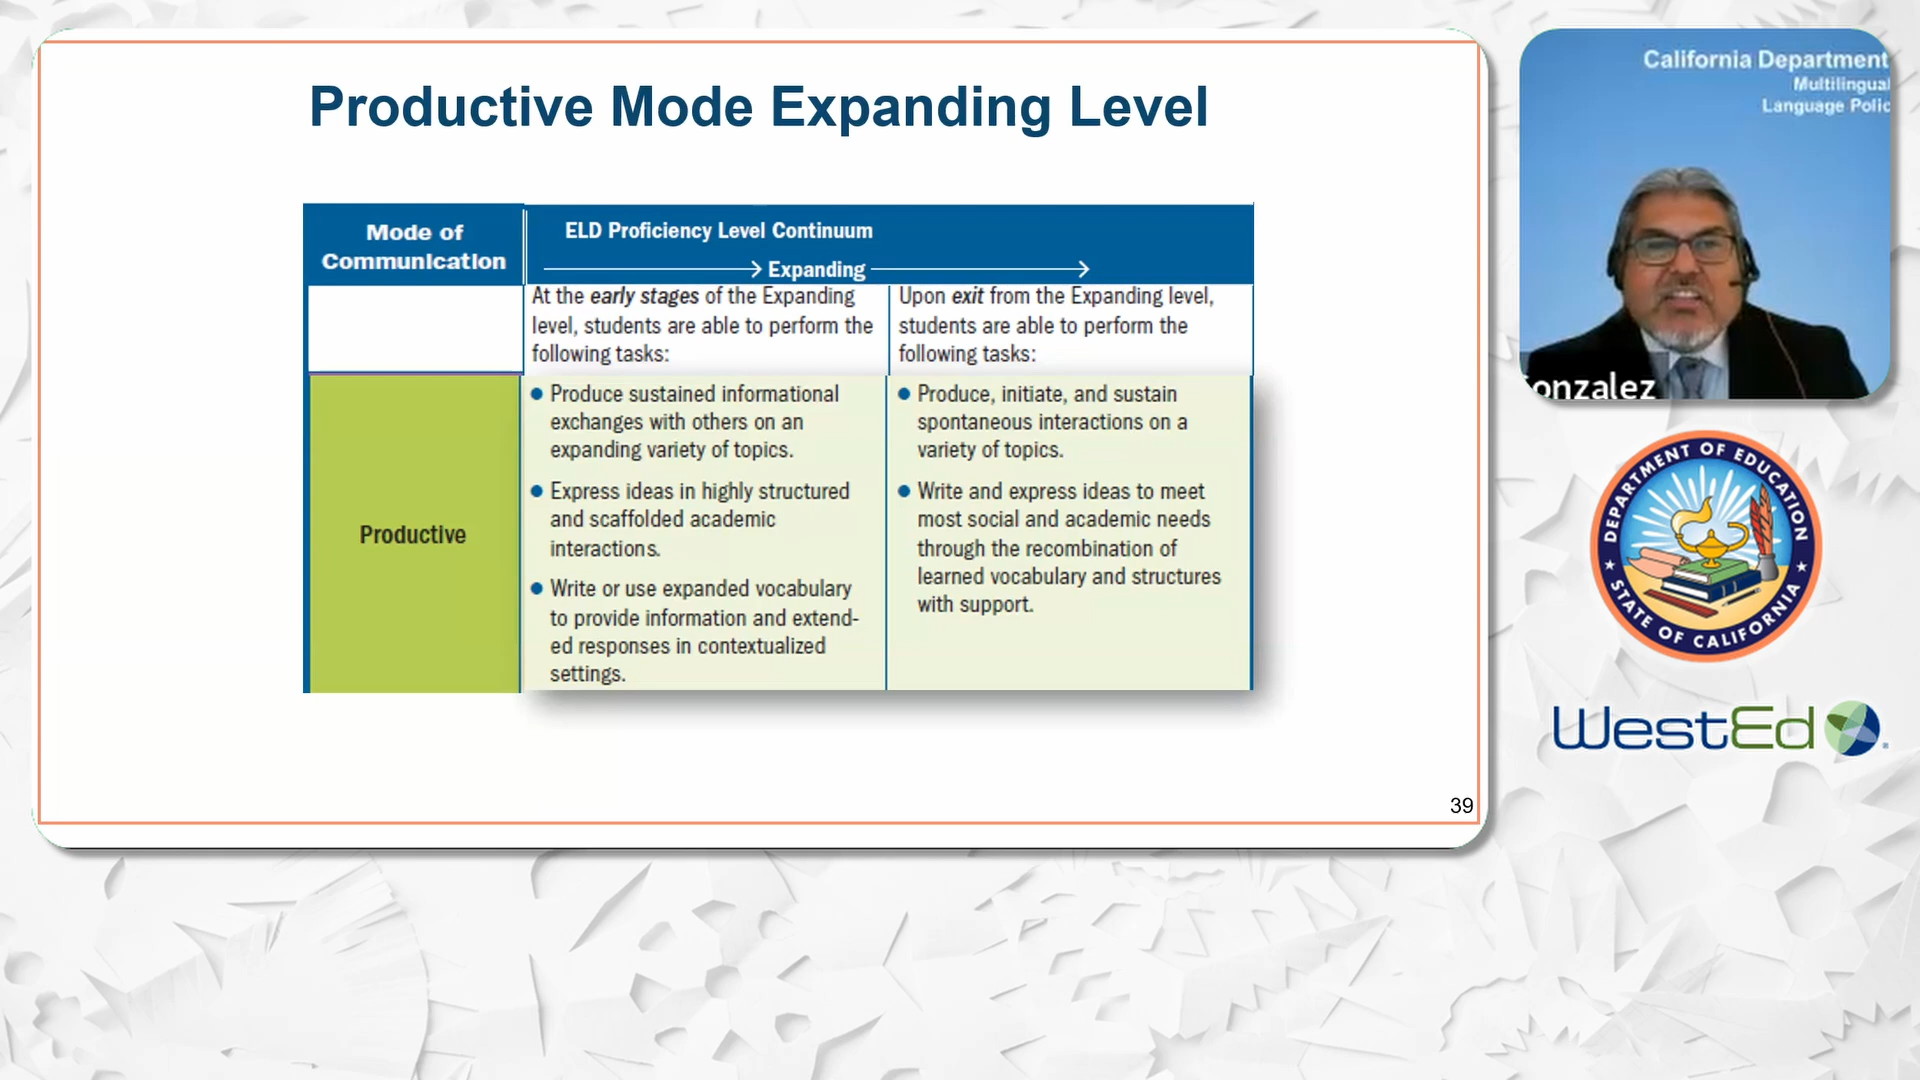 Productive Mode Expanding Level
Mode of
Communication
ELD Proficiency Level Continuum
Expanding
At the early stages of the Expanding
level, students are able to perform the
following tasks:
Upon exit from the Expanding level,
students are able to perform the
following tasks:
Productive
Produce sustained informational
exchanges with others on an
expanding variety of topics.
Express ideas in highly structured
and scaffolded academic
interactions.
Write or use expanded vocabulary
to provide information and extend-
ed responses in contextualized
settings.
Produce, initiate, and sustain
spontaneous interactions on a
variety of topics.
Write and express ideas to meet
most social and academic needs
through the recombination of
learned vocabulary and structures
with support.
39
California Department
Multilingual
Language Polic
onzalez
DEPARTMENT OF EDUCATION
STATE OF CALIFORNIA
WestEd